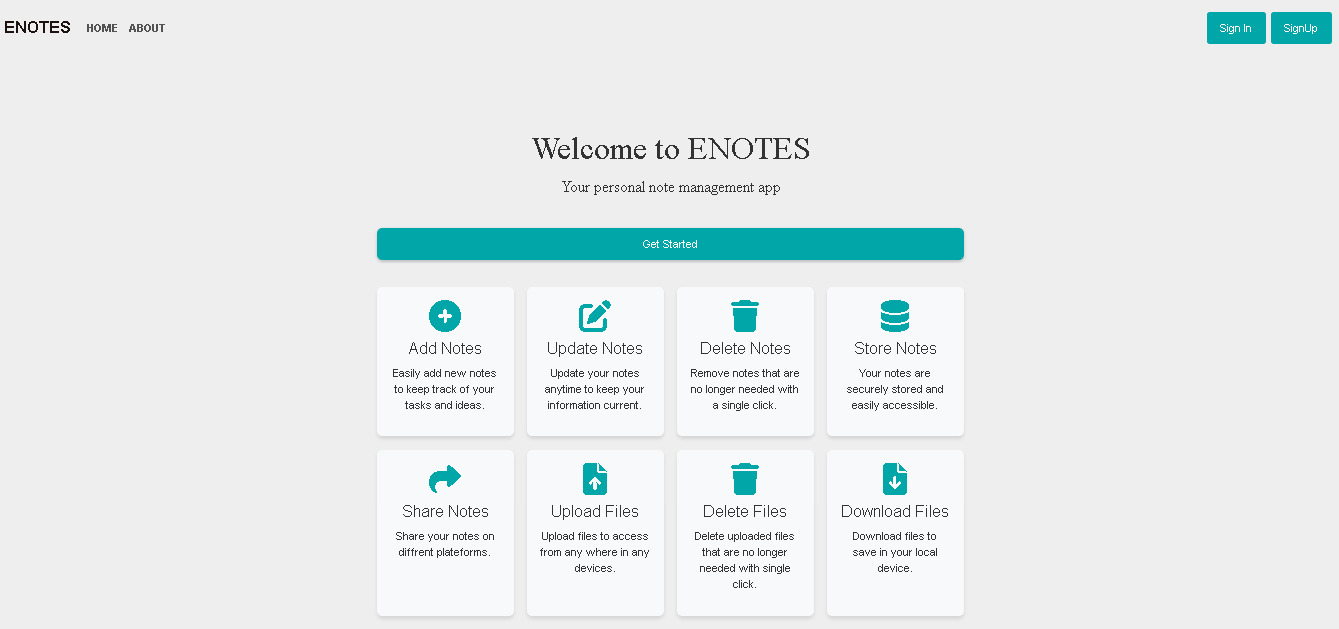 ENOTES HOME ABOUT Sign In SignUp
Welcome to ENOTES
Your personal note management app
Get Started
Add Notes
Easily add new notes
to keep track of your
tasks and ideas.
Update Notes
Update your notes
anytime to keep your
information current.
Delete Notes
Remove notes that are
no longer needed with
a single click.
Store Notes
Your notes are
securely stored and
easily accessible.
Share Notes
Share your notes on
diffrent plateforms.
Upload Files
Upload files to access
from any where in any
devices.
Delete Files
Delete uploaded files
that are no longer
needed with single
click.
Download Files
Download files to
save in your local
device.